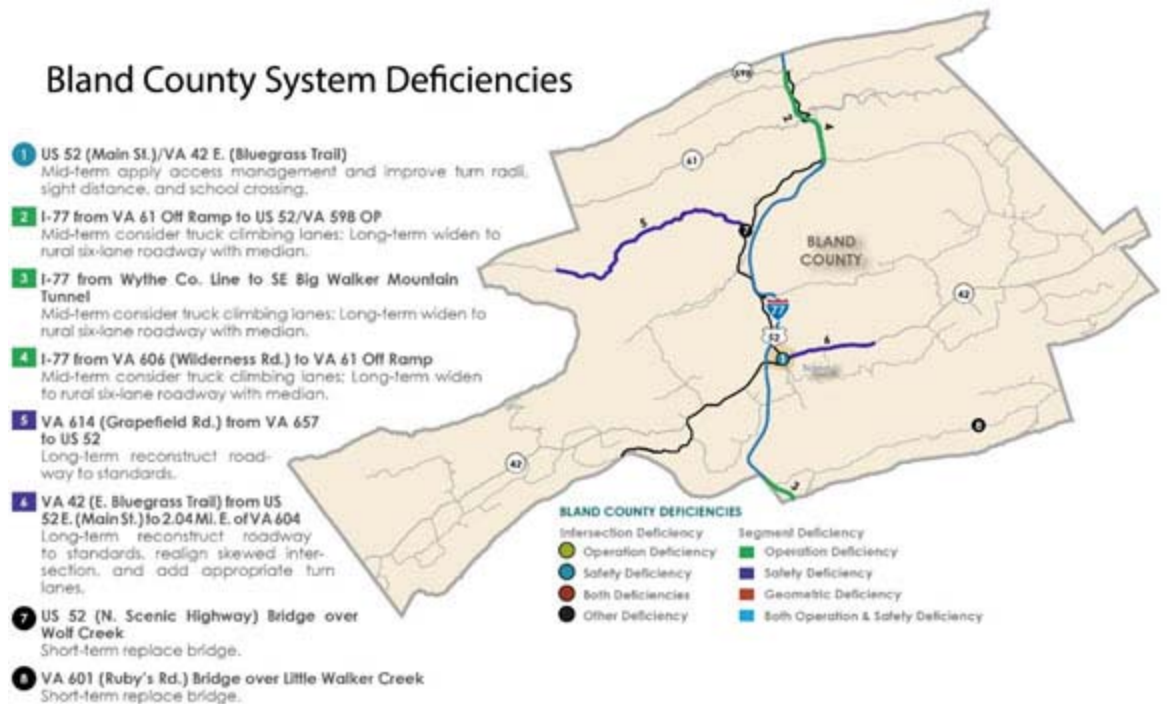 Bland County System Deficiencies
1 US 52 (Main St.)/VA 42 E. (Bluegrass Trail)
Mid-term apply access management and improve turn radii,
sight distance, and school crossing.
2 I-77 from VA 61 Off Ramp to US 52/VA 598 OP
Mid-term consider truck climbing lanes; Long-term widen to
rural six-lane roadway with median.
3 I-77 from Wythe Co. Line to SE Big Walker Mountain
Tunnel
Mid-term consider truck climbing lanes; Long-term widen to
rural six-lane roadway with median.
4 I-77 from VA 606 (Wilderness Rd.) to VA 61 Off Ramp
Mid-term consider truck climbing lanes; Long-term widen
to rural six-lane roadway with median.
5 VA 614 (Grapefield Rd.) from VA 657
to US 52
Long-term reconstruct road-
way to standards.
6 VA 42 (E. Bluegrass Trail) from US
52 E. (Main St.) to 2.04 Mi. E. of VA 604
Long-term reconstruct roadway
to standards, realign skewed inter-
section, and add appropriate turn
lanes.
7 US 52 (N. Scenic Highway) Bridge over
Wolf Creek
Short-term replace bridge.
8 VA 601 (Ruby's Rd.) Bridge over Little Walker Creek
Short-term replace bridge.
598
2
4
61
5
7
BLAND
COUNTY
42
77
52
1
6
8
42
3
BLAND COUNTY DEFICIENCIES
Intersection Deficiency
Operation Deficiency
Safety Deficiency
Both Deficiencies
Other Deficiency
Segment Deficiency
Operation Deficiency
Safety Deficiency
Geometric Deficiency
Both Operation & Safety Deficiency